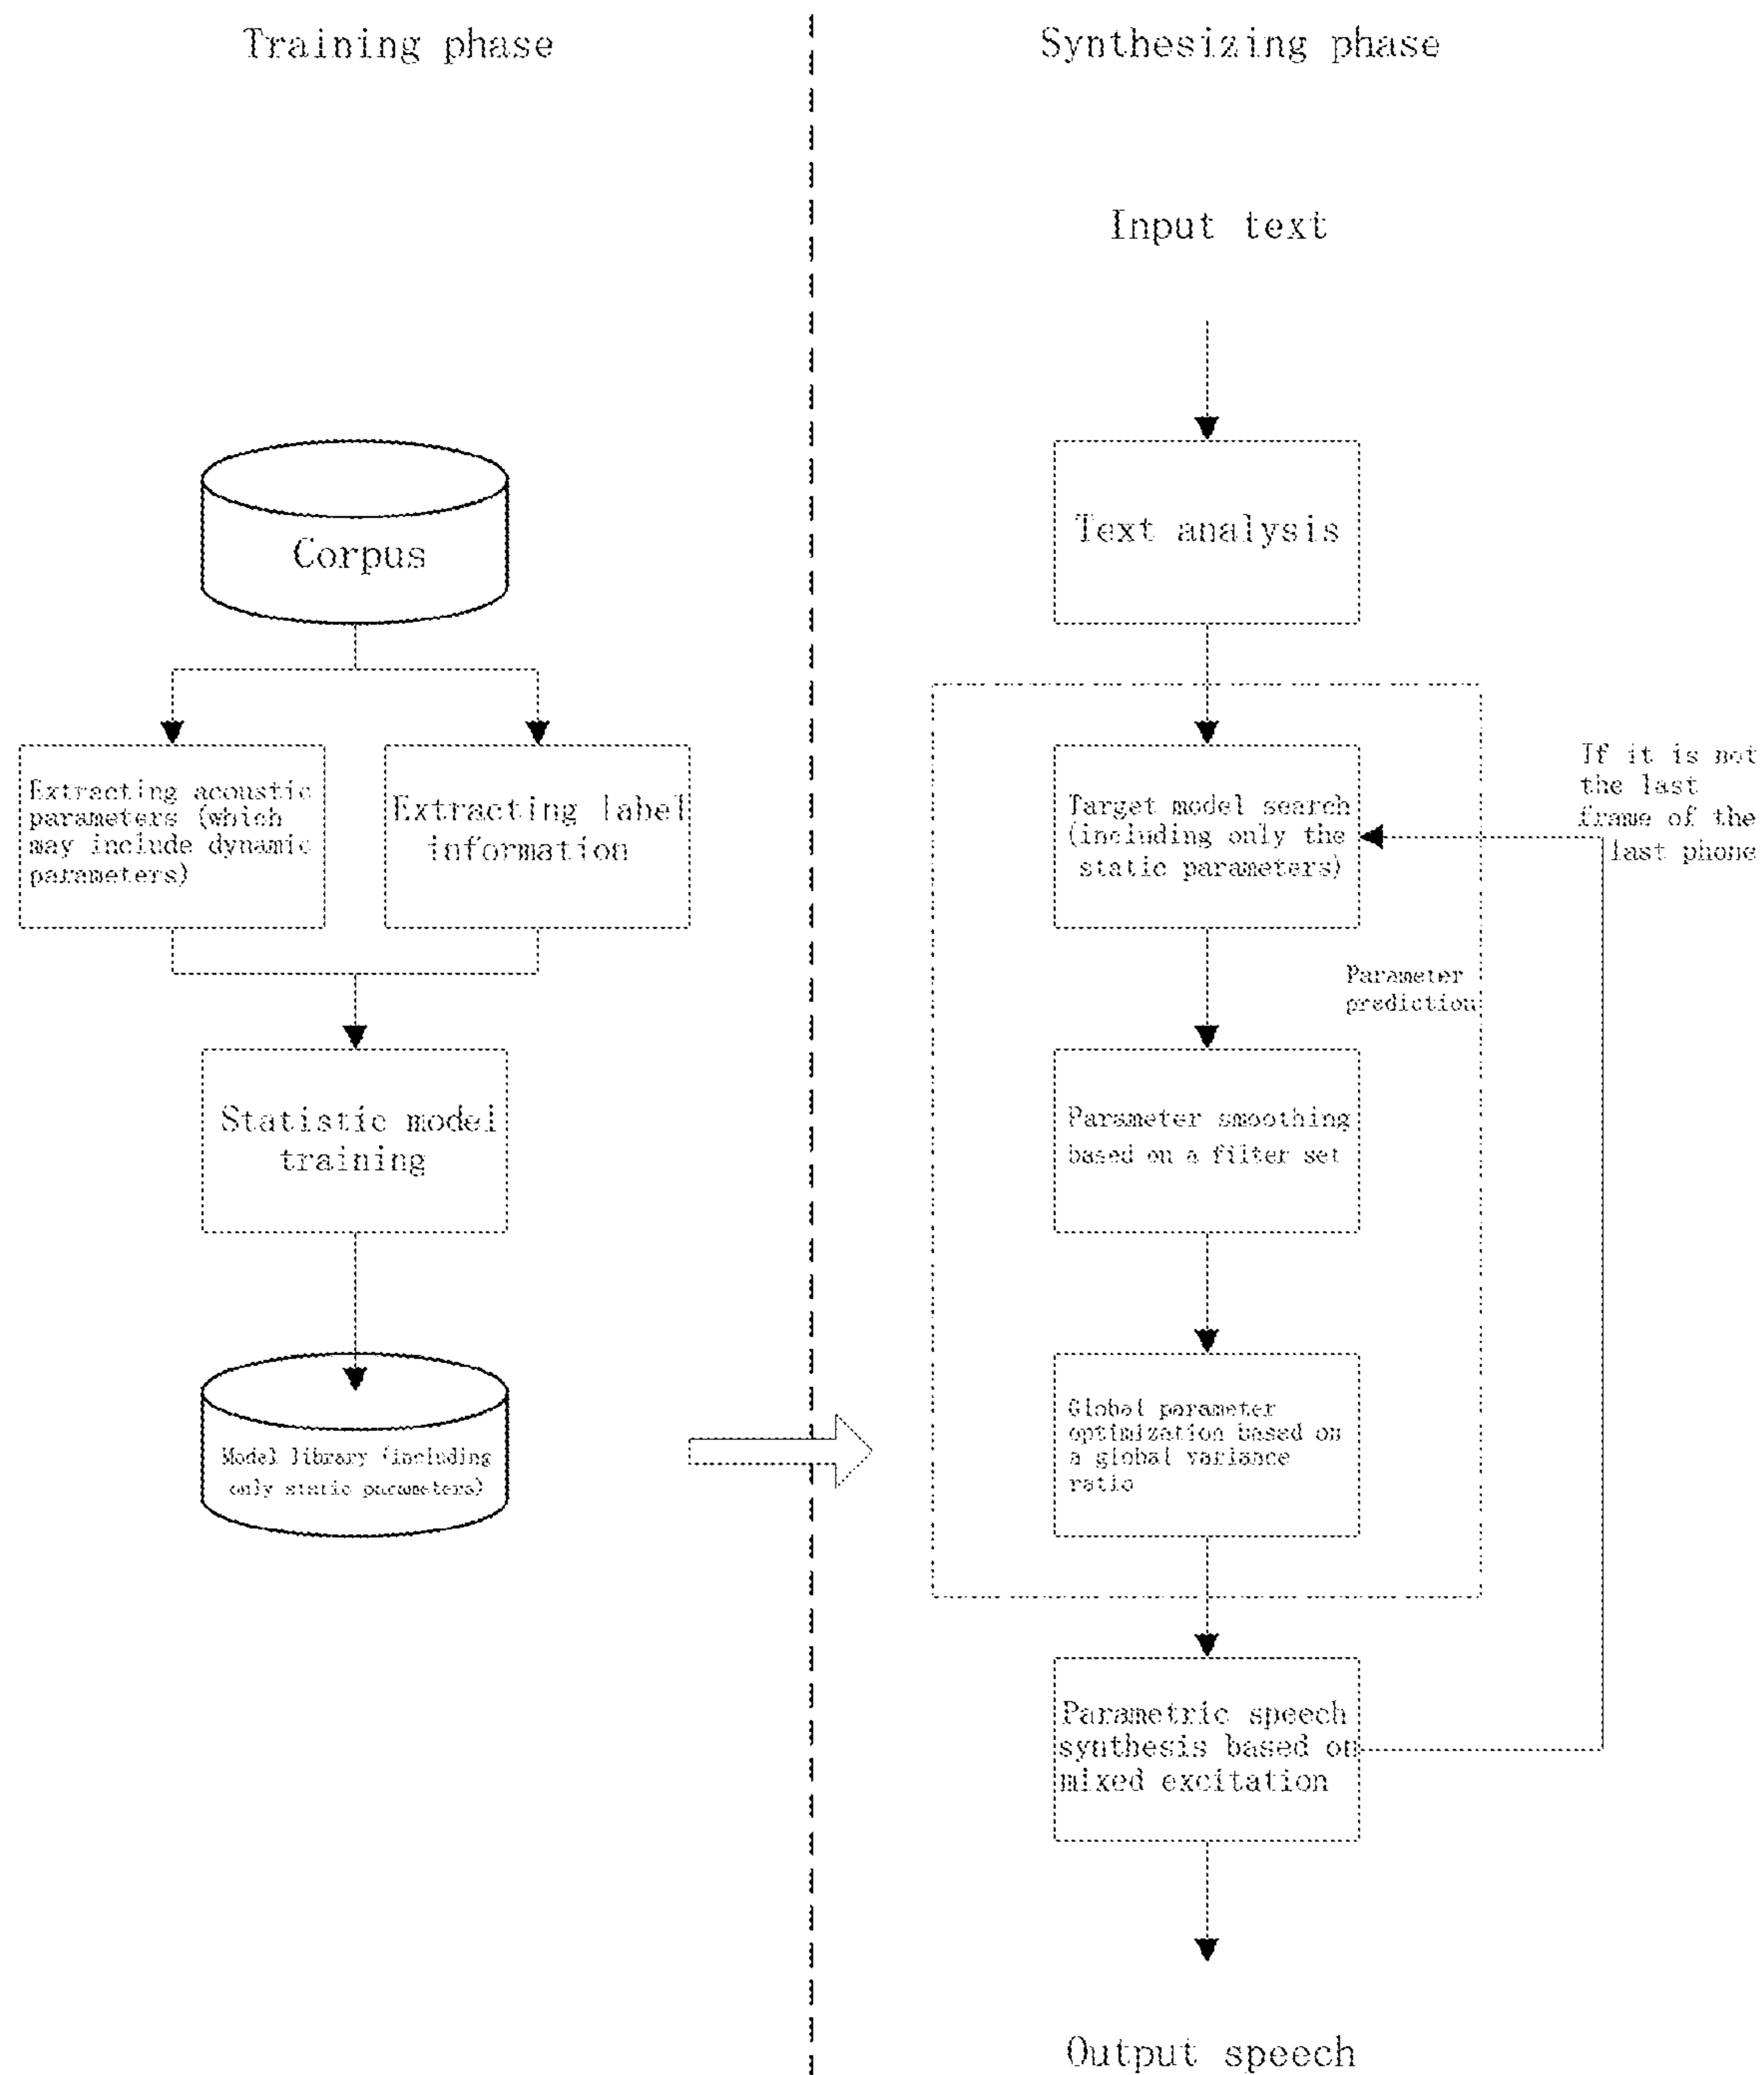 Training phase
Synthesizing phase
Input text
Corpus
Text analysis
Extracting acoustic
parameters (which
may include dynamic
parameters)
Extracting label
information
Target model search
(including only the
static parameters)
If it is not
the last
frame of the
last phone
Parameter
prediction
Statistic model
training
Parameter smoothing
based on a filter set
Model library (including
only static parameters)
Global parameter
optimization based on
a global variance
ratio
Parametric speech
synthesis based on
mixed excitation
Output speech